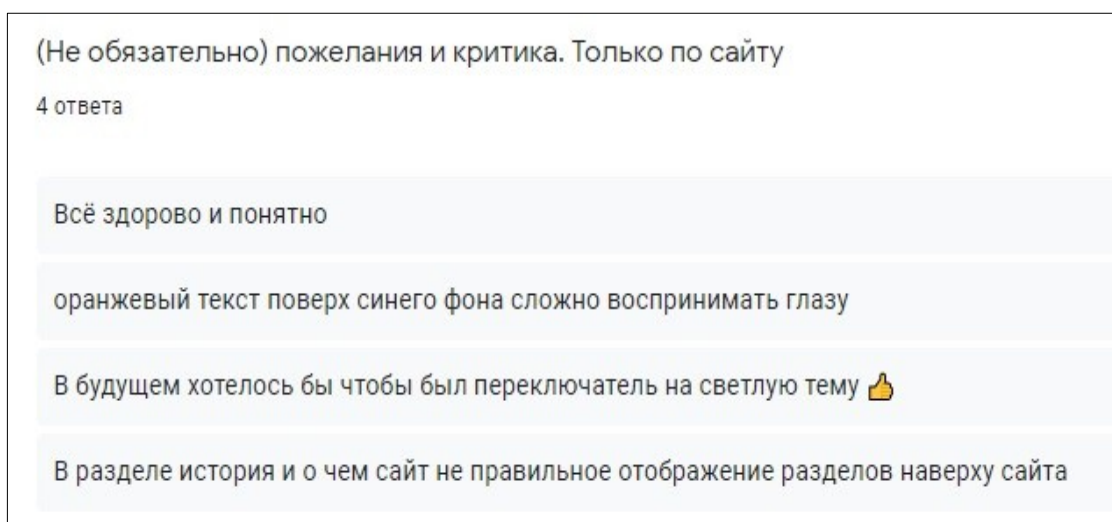 (Не обязательно) пожелания и критика. Только по сайту
4 ответа
Всё здорово и понятно
оранжевый текст поверх синего фона сложно воспринимать глазу
В будущем хотелось бы чтобы был переключатель на светлую тему 👍
В разделе история и о чем сайт не правильное отображение разделов наверху сайта